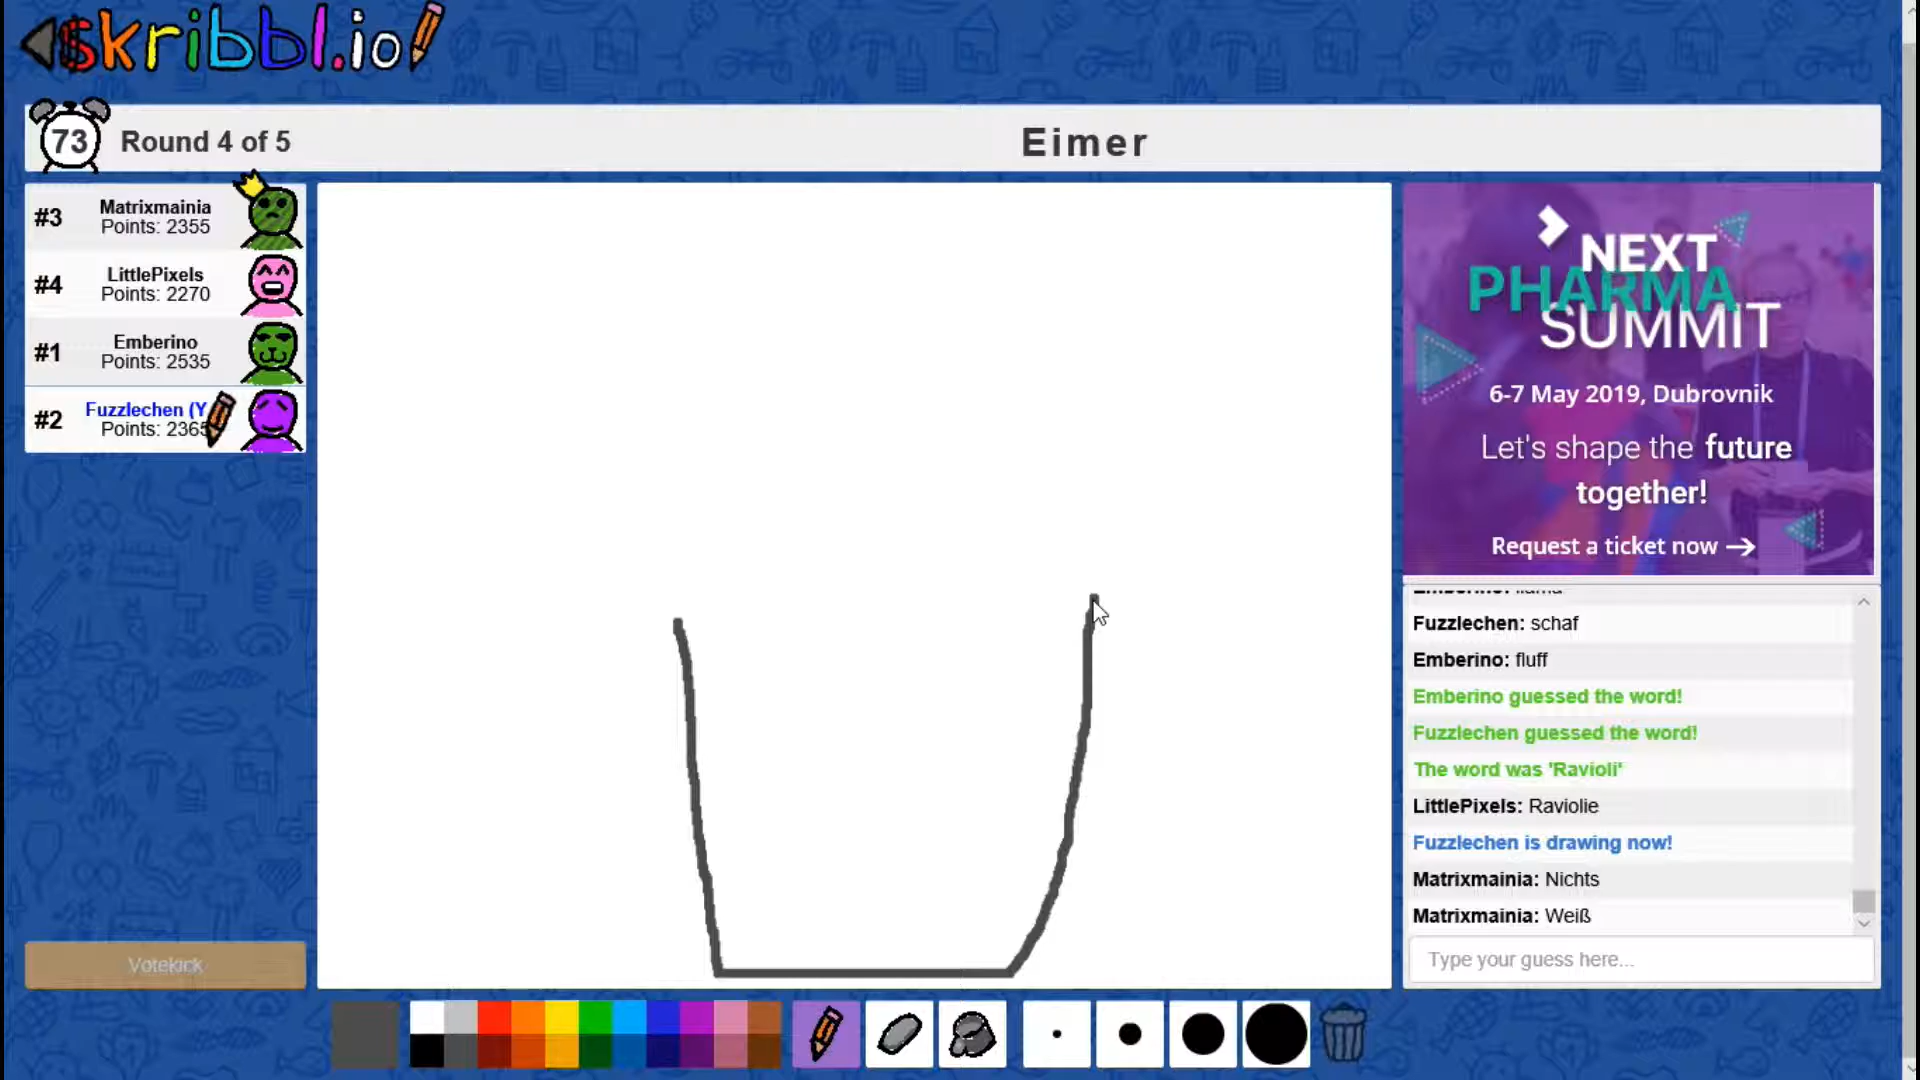 skribbl.io
73 Round 4 of 5
Eimer
#3 Matrixmainia
Points: 2355
#4 LittlePixels
Points: 2270
#1 Emberino
Points: 2535
#2 Fuzzlechen (Y
Points: 2365
Votekick
NEXT
PHARMA
SUMMIT
6-7 May 2019, Dubrovnik
Let's shape the future
together!
Request a ticket now →
Fuzzlechen: schaf
Emberino: fluff
Emberino guessed the word!
Fuzzlechen guessed the word!
The word was 'Ravioli'
LittlePixels: Raviolie
Fuzzlechen is drawing now!
Matrixmainia: Nichts
Matrixmainia: Weiß
Type your guess here...